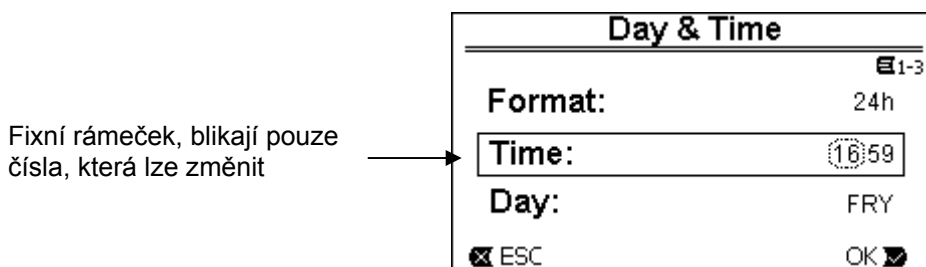 Day & Time
1-3
Format: 24h
Fixní rámeček, blikají pouze
čísla, která lze změnit
Time: 16:59
Day: FRY
ESC OK